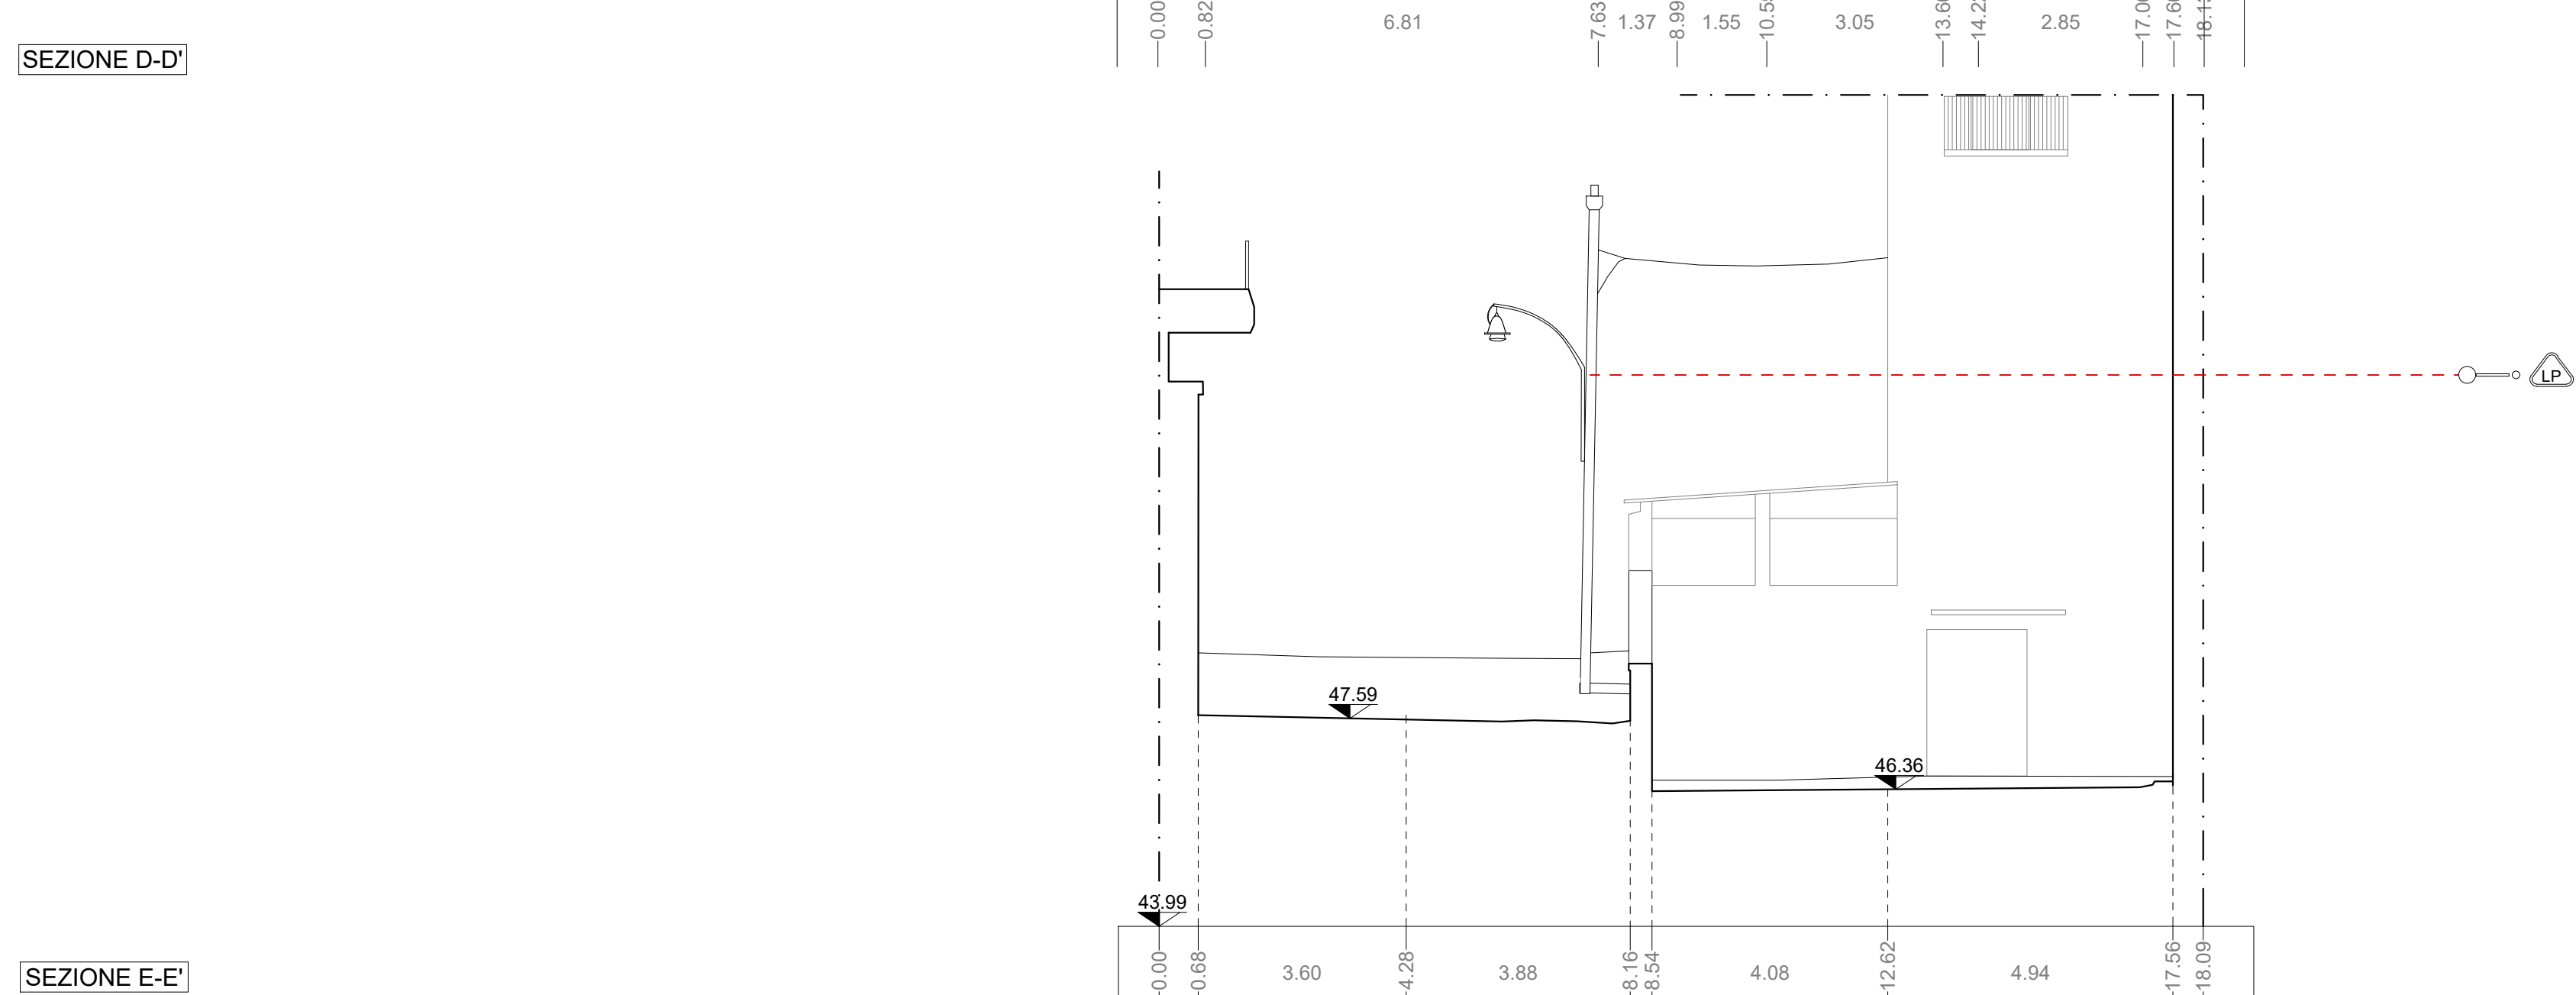 0.00 0.82 6.81 7.63 1.37 8.99 1.55 3.05 2.85
SEZIONE D-D'
LP
47.59
46.36
43.99
0.00 0.68 3.60 4.28 3.88 8.16 8.54 4.08 12.62 4.94 17.56 18.09
SEZIONE E-E'